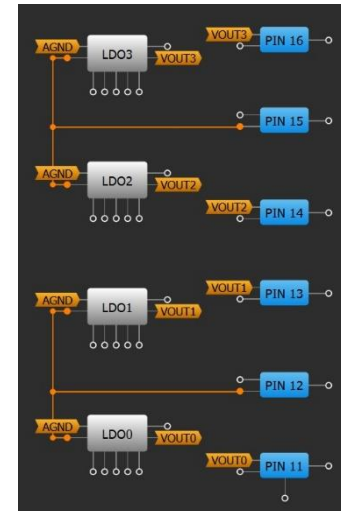 VOUT3
PIN 16
AGND
LDO3
VOUT3
PIN 15
AGND
LDO2
VOUT2
VOUT2
PIN 14
VOUT1
PIN 13
AGND
LDO1
VOUT1
PIN 12
AGND
LDO0
VOUT0
VOUT0
PIN 11